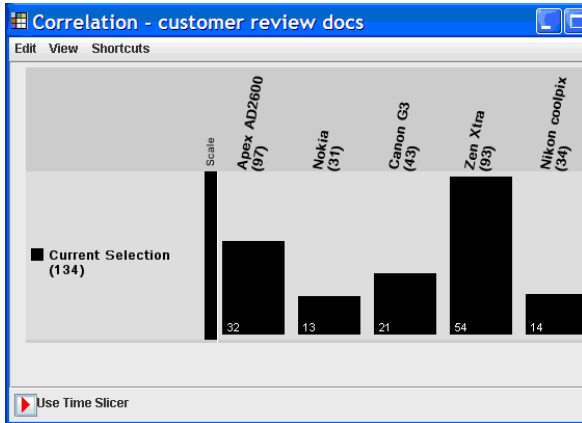 Correlation - customer review docs
Edit View Shortcuts
Scale
Apex AD2600
(97)
Nokia
(31)
Canon G3
(43)
Zen Xtra
(93)
Nikon coolpix
(34)
Current Selection
(134)
32
13
21
54
14
Use Time Slicer